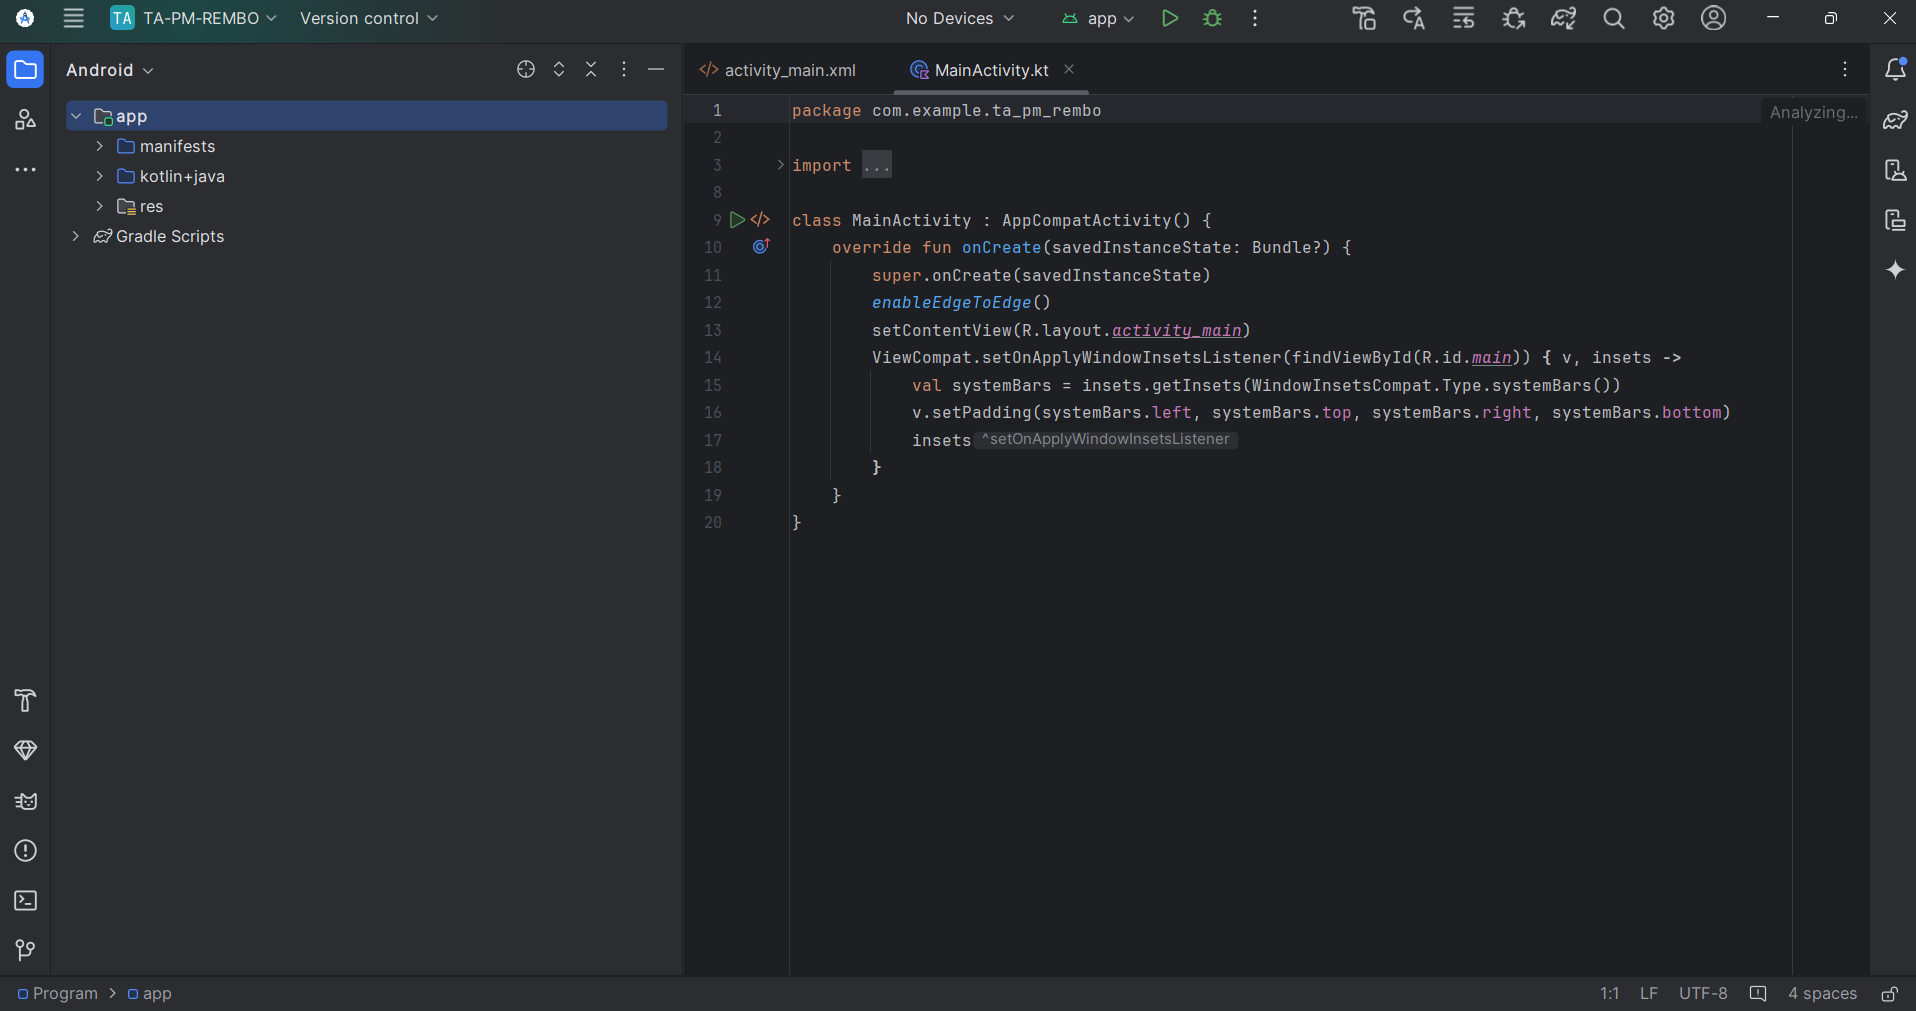 TA TA-PM-REMBO Version control No Devices app
Android
app
manifests
kotlin+java
res
Gradle Scripts
activity_main.xml MainActivity.kt
Analyzing...
1 package com.example.ta_pm_rembo
2
3 import ...
8
9 class MainActivity : AppCompatActivity() {
10 override fun onCreate(savedInstanceState: Bundle?) {
11 super.onCreate(savedInstanceState)
12 enableEdgeToEdge()
13 setContentView(R.layout.activity_main)
14 ViewCompat.setOnApplyWindowInsetsListener(findViewById(R.id.main)) { v, insets ->
15 val systemBars = insets.getInsets(WindowInsetsCompat.Type.systemBars())
16 v.setPadding(systemBars.left, systemBars.top, systemBars.right, systemBars.bottom)
17 insets ^setOnApplyWindowInsetsListener
18 }
19 }
20 }
Program > app 1:1 LF UTF-8 4 spaces